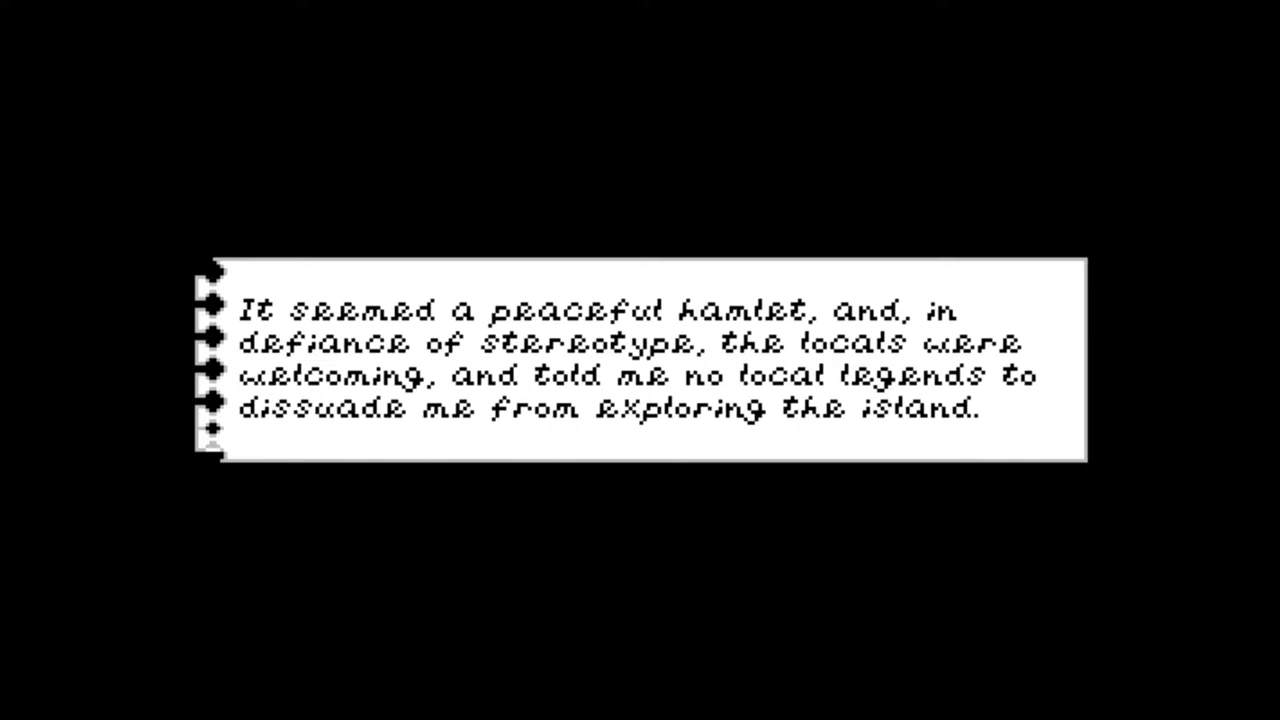 It seemed a peaceful hamlet, and, in
defiance of stereotype, the locals were
welcoming, and told me no local legends to
dissuade me from exploring the island.